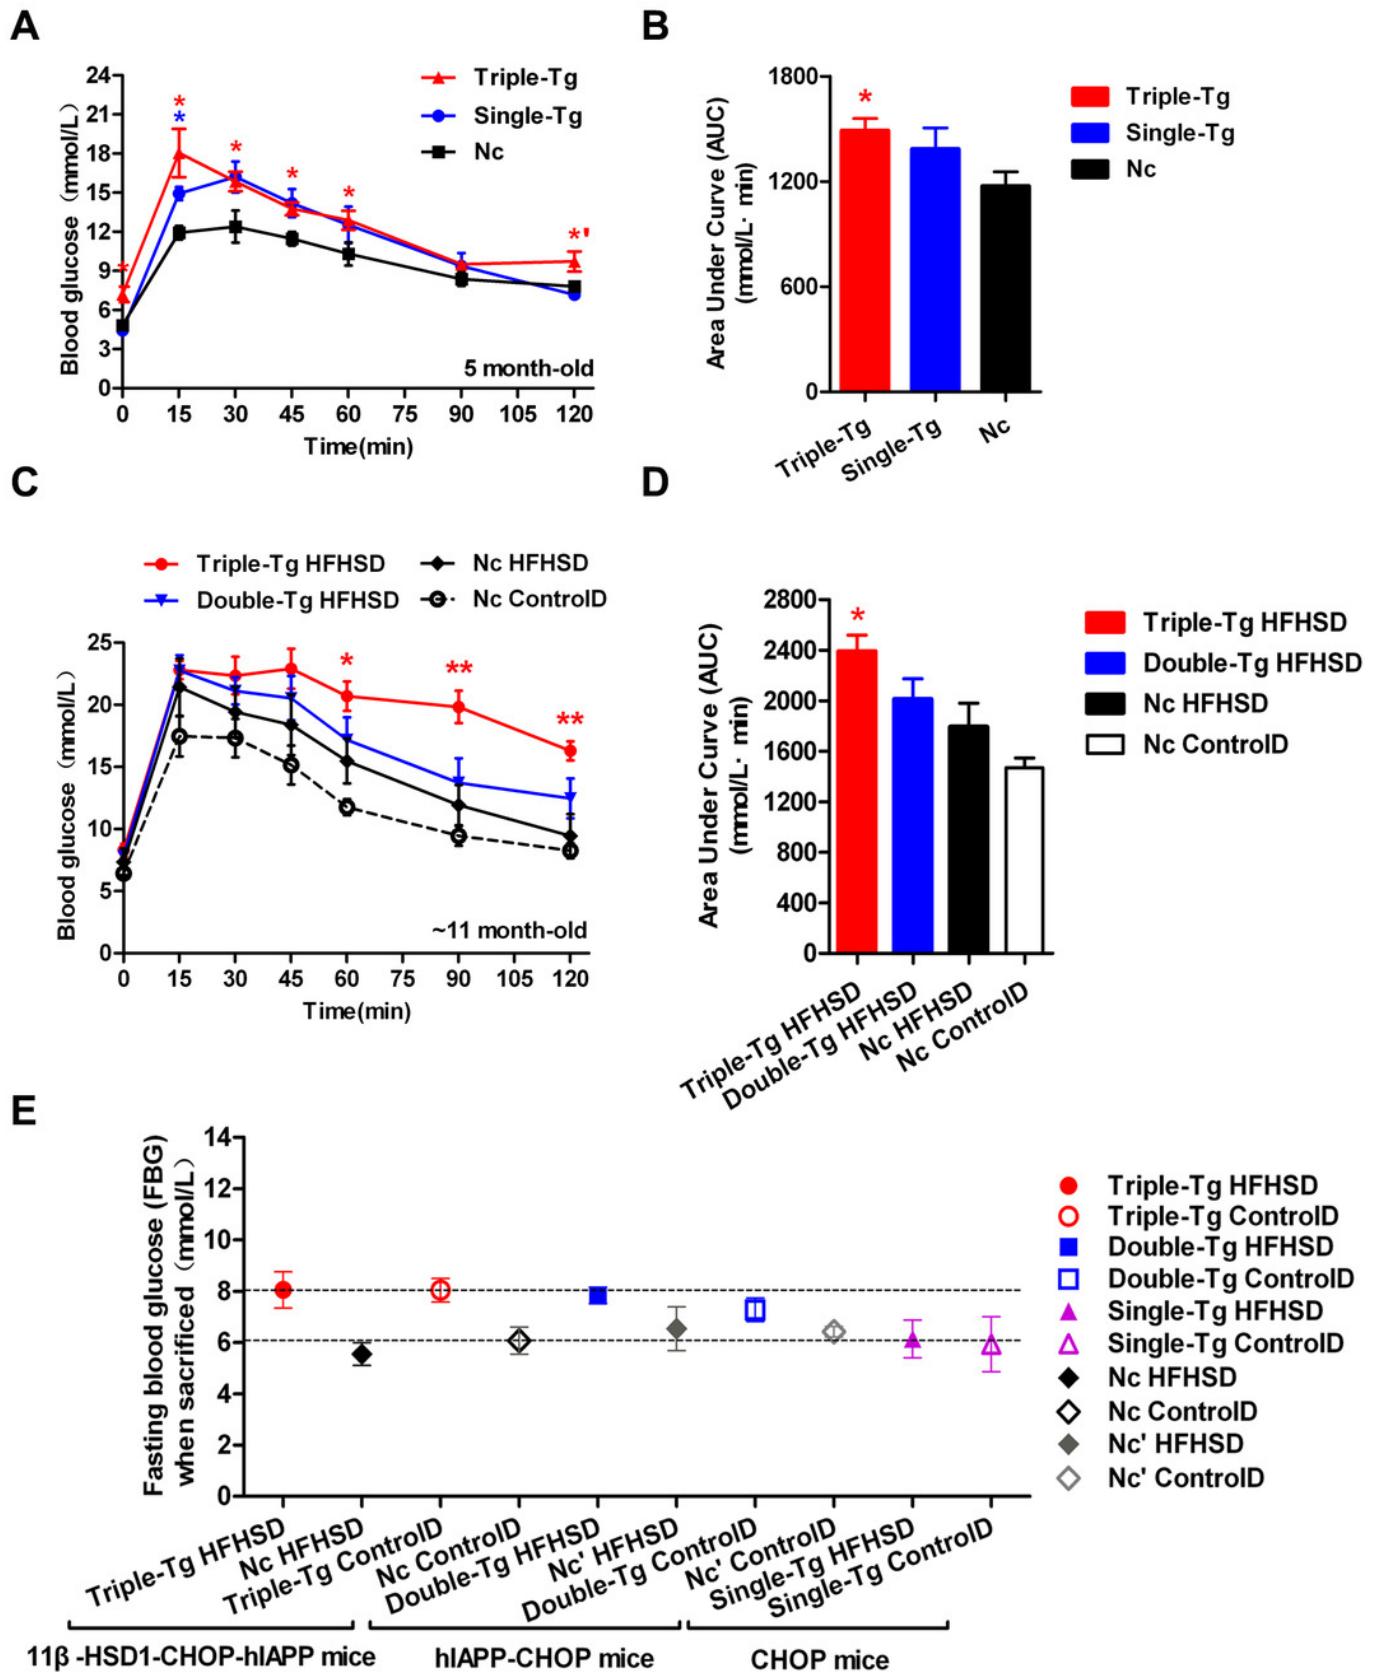 A
Blood glucose (mmol/L)
24
21
18
15
12
9
6
3
0
*
*
*
*
*
*
*'
Triple-Tg
Single-Tg
Nc
5 month-old
0 15 30 45 60 75 90 105 120
Time(min)
B
Area Under Curve (AUC)
(mmol/L· min)
1800
1200
600
0
*
Triple-Tg
Single-Tg
Nc
Triple-Tg
Single-Tg
Nc
C
Triple-Tg HFHSD
Double-Tg HFHSD
Nc HFHSD
Nc ControlD
Blood glucose (mmol/L)
25
20
15
10
5
0
*
**
**
~11 month-old
0 15 30 45 60 75 90 105 120
Time(min)
D
Area Under Curve (AUC)
(mmol/L· min)
2800
2400
2000
1600
1200
800
400
0
*
Triple-Tg HFHSD
Double-Tg HFHSD
Nc HFHSD
Nc ControlD
Triple-Tg HFHSD
Double-Tg HFHSD
Nc HFHSD
Nc ControlD
E
Fasting blood glucose (FBG)
when sacrificed (mmol/L)
14
12
10
8
6
4
2
0
Triple-Tg HFHSD
Triple-Tg ControlD
Double-Tg HFHSD
Double-Tg ControlD
Single-Tg HFHSD
Single-Tg ControlD
Nc HFHSD
Nc ControlD
Nc' HFHSD
Nc' ControlD
Triple-Tg HFHSD
Nc HFHSD
Triple-Tg ControlD
Nc ControlD
Double-Tg HFHSD
Nc' HFHSD
Double-Tg ControlD
Nc' ControlD
Single-Tg HFHSD
Single-Tg ControlD
11β -HSD1-CHOP-hIAPP mice
hIAPP-CHOP mice
CHOP mice